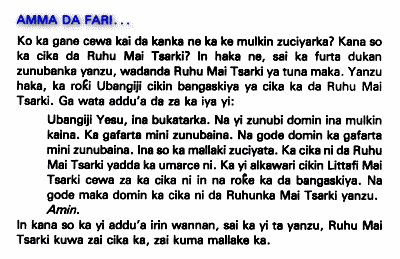 AMMA DA FARI...
Ko ka gane cewa kai da kanka ne ka ke mulkin zuciyarka? Kana so
ka cika da Ruhu Mai Tsarki? In haka ne, sai ka furta dukan
zunubanka yanzu, wadanda Ruhu Mai Tsarki ya tuna maka. Yanzu
haka, ka roƙi Ubangiji cikin bangaskiya ya cika ka da Ruhu Mai
Tsarki. Ga wata addu'a da za ka iya yi:
Ubangiji Yesu, ina bukatarka. Na yi zunubi domin ina mulkin
kaina. Ka gafarta mini zunubaina. Na gode domin ka gafarta
mini zunubaina. Ina so ka mallaki zuciyata. Ka cika ni da Ruhu
Mai Tsarki yadda ka umarce ni. Ka yi alkawari cikin Littafi Mai
Tsarki cewa za ka cika ni in na roƙe ka da bangaskiya. Na
gode maka domin ka cika ni da Ruhunka Mai Tsarki yanzu.
Amin.
In kana so ka yi addu'a irin wannan, sai ka yi ta yanzu, Ruhu Mai
Tsarki kuwa zai cika ka, zai kuma mallake ka.